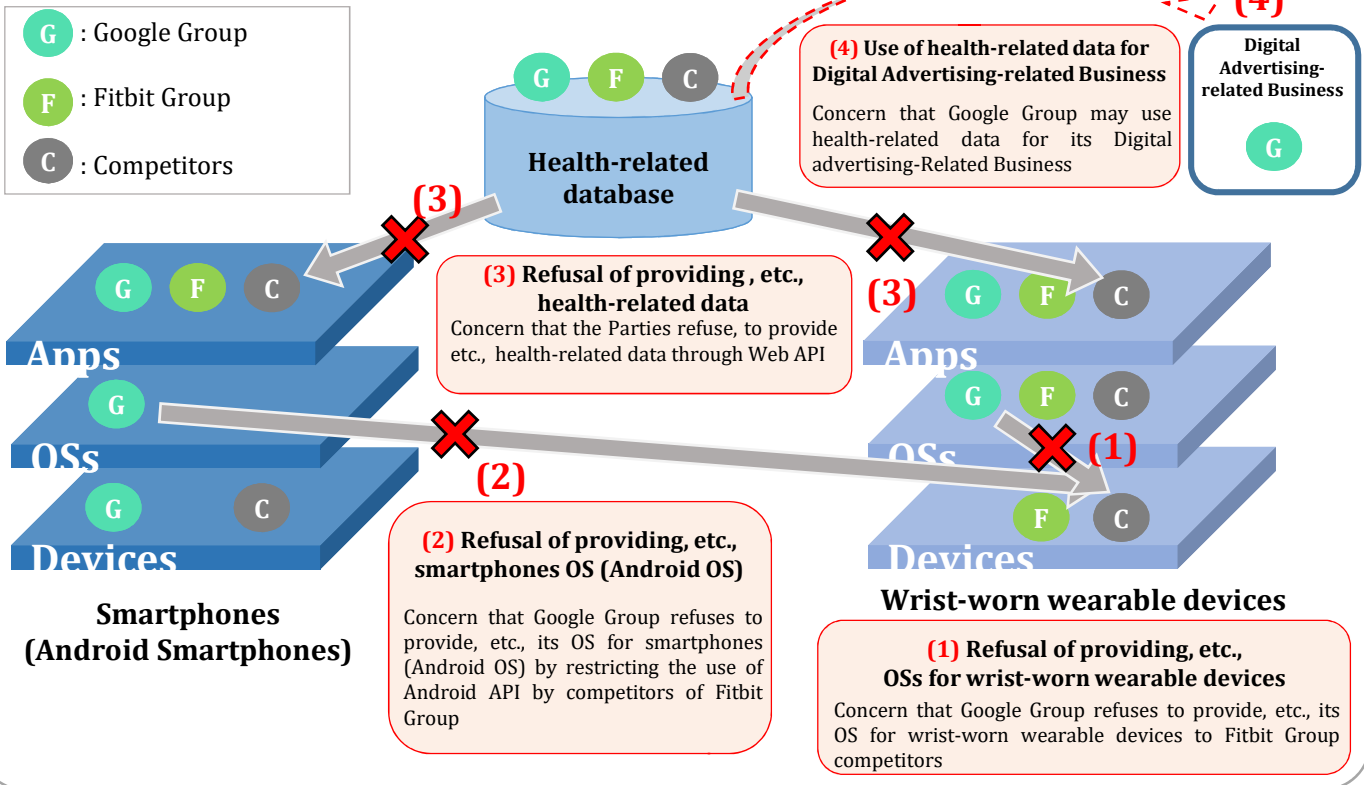 G : Google Group
F : Fitbit Group
C : Competitors
(4)
G F C
Health-related
database
(4) Use of health-related data for
Digital Advertising-related Business
Concern that Google Group may use
health-related data for its Digital
advertising-Related Business
Digital
Advertising-
related Business
G
(3)
(3) Refusal of providing , etc.,
health-related data
Concern that the Parties refuse, to provide
etc., health-related data through Web API
(3)
G F C
Apps
G
OSs
G C
Devices
Smartphones
(Android Smartphones)
(2)
(2) Refusal of providing, etc.,
smartphones OS (Android OS)
Concern that Google Group refuses to
provide, etc., its OS for smartphones
(Android OS) by restricting the use of
Android API by competitors of Fitbit
Group
G F C
Apps
G F C
OSs
(1)
F C
Devices
Wrist-worn wearable devices
(1) Refusal of providing, etc.,
OSs for wrist-worn wearable devices
Concern that Google Group refuses to provide, etc., its
OS for wrist-worn wearable devices to Fitbit Group
competitors